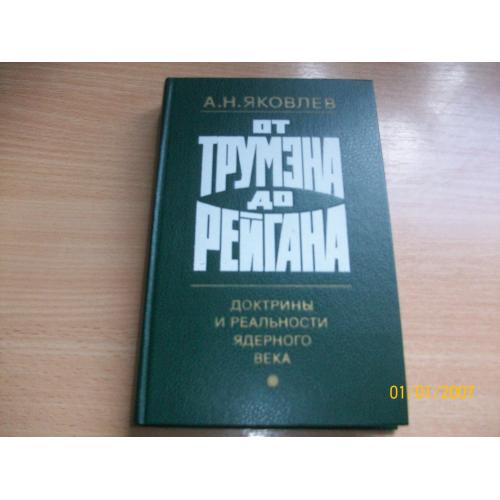 А.Н.ЯКОВЛЕВ
ОТ
ТРУМЭНА
ДО
РЕЙГАНА
ДОКТРИНЫ
И РЕАЛЬНОСТИ
ЯДЕРНОГО
ВЕКА
01/01/2007